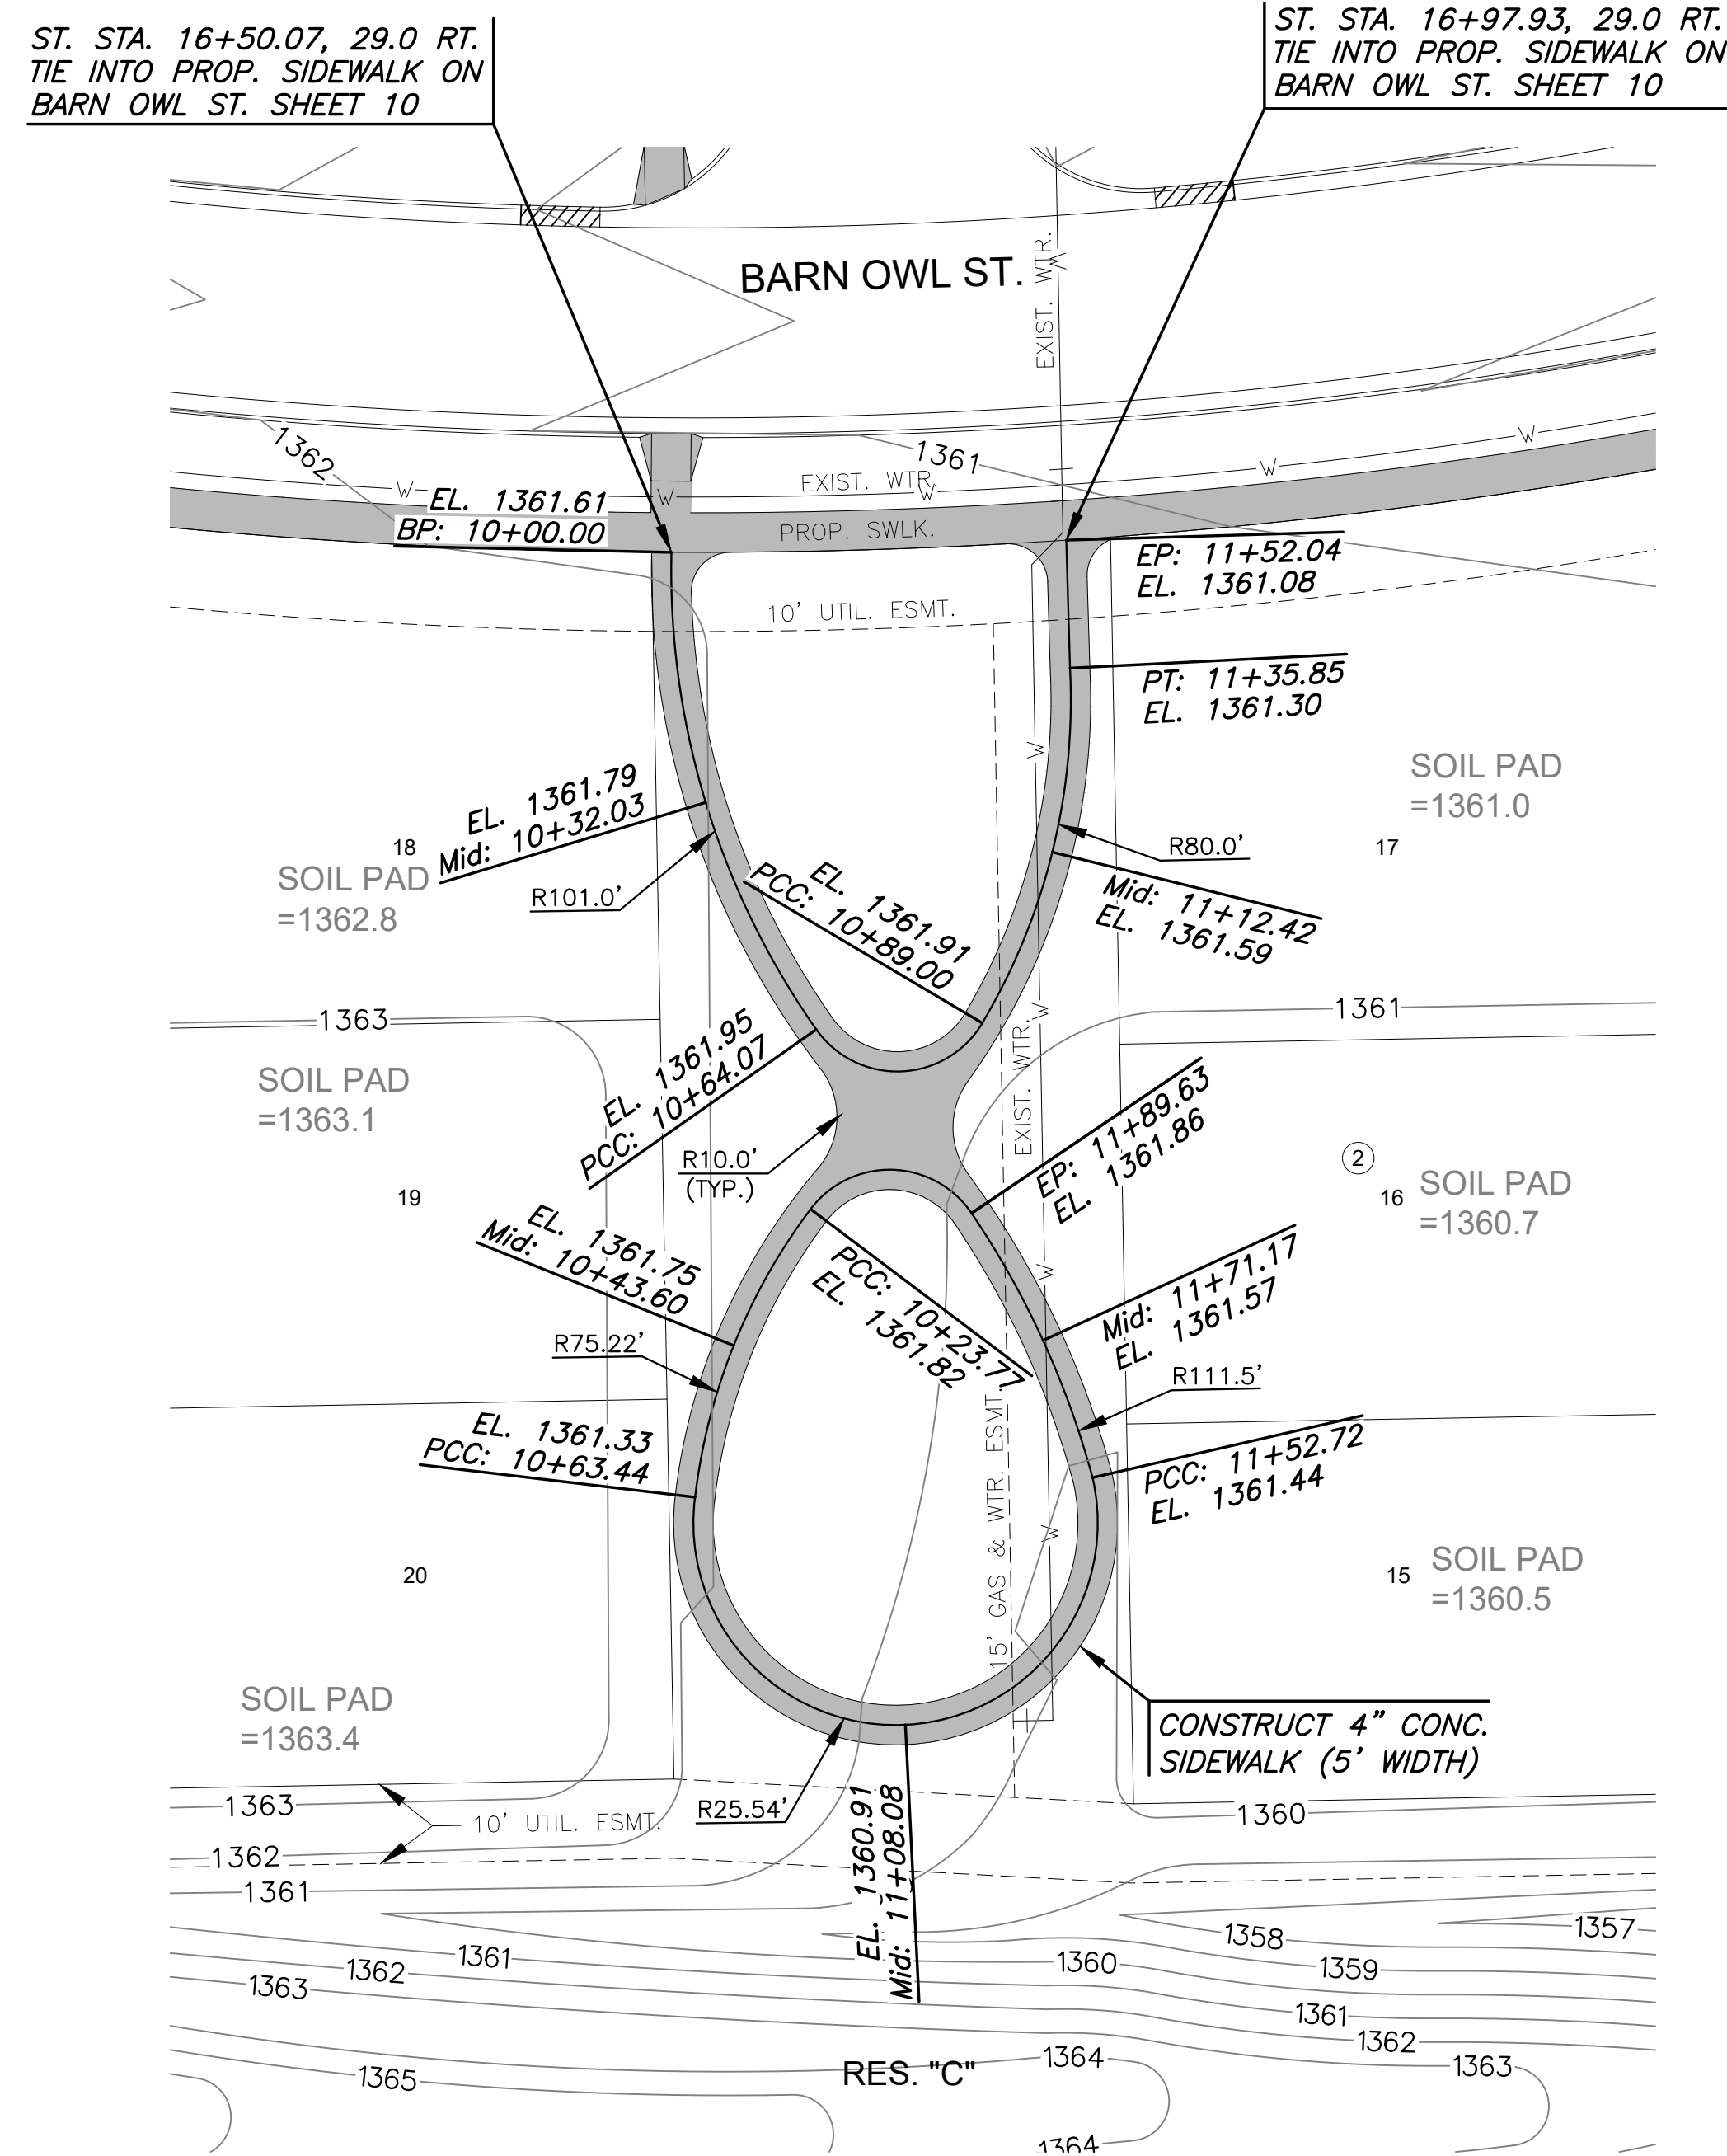 ST. STA. 16+50.07, 29.0 RT.
TIE INTO PROP. SIDEWALK ON
BARN OWL ST. SHEET 10
ST. STA. 16+97.93, 29.0 RT.
TIE INTO PROP. SIDEWALK ON
BARN OWL ST. SHEET 10
BARN OWL ST.
EXIST. WTR.
W
1362
1361
W
EXIST. WTR.
W
W
W
W
EL. 1361.61
BP: 10+00.00
PROP. SWLK.
EP: 11+52.04
EL. 1361.08
10' UTIL. ESMT.
PT: 11+35.85
EL. 1361.30
W
SOIL PAD
=1361.0
EL. 1361.79
Mid: 10+32.03
R80.0'
17
18
SOIL PAD
=1362.8
R101.0'
EL. 1361.91
PCC: 10+89.00
Mid: 11+12.42
EL. 1361.59
1363
1361
W
EXIST. WTR.
SOIL PAD
=1363.1
EL. 1361.95
PCC: 10+64.07
EP: 11+89.63
EL. 1361.86
R10.0'
(TYP.)
2
19
16
SOIL PAD
=1360.7
EL. 1361.75
Mid: 10+43.60
PCC: 10+23.77
EL. 1361.82
W
Mid: 11+71.17
EL. 1361.57
R75.22'
R111.5'
EL. 1361.33
PCC: 10+63.44
PCC: 11+52.72
EL. 1361.44
15' GAS & WTR. ESMT.
W
20
15
SOIL PAD
=1360.5
SOIL PAD
=1363.4
CONSTRUCT 4" CONC.
SIDEWALK (5' WIDTH)
1363
10' UTIL. ESMT.
R25.54'
1360
EL. 1360.91
Mid: 11+08.08
1362
1361
1358
1357
1361
1360
1359
1362
1363
1361
1362
1364
1363
1365
RES. "C"
1364